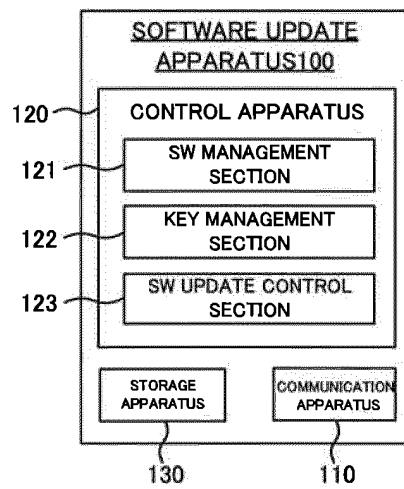 SOFTWARE UPDATE
APPARATUS100
120
CONTROL APPARATUS
121
SW MANAGEMENT
SECTION
122
KEY MANAGEMENT
SECTION
123
SW UPDATE CONTROL
SECTION
STORAGE
APPARATUS
COMMUNICATION
APPARATUS
130
110